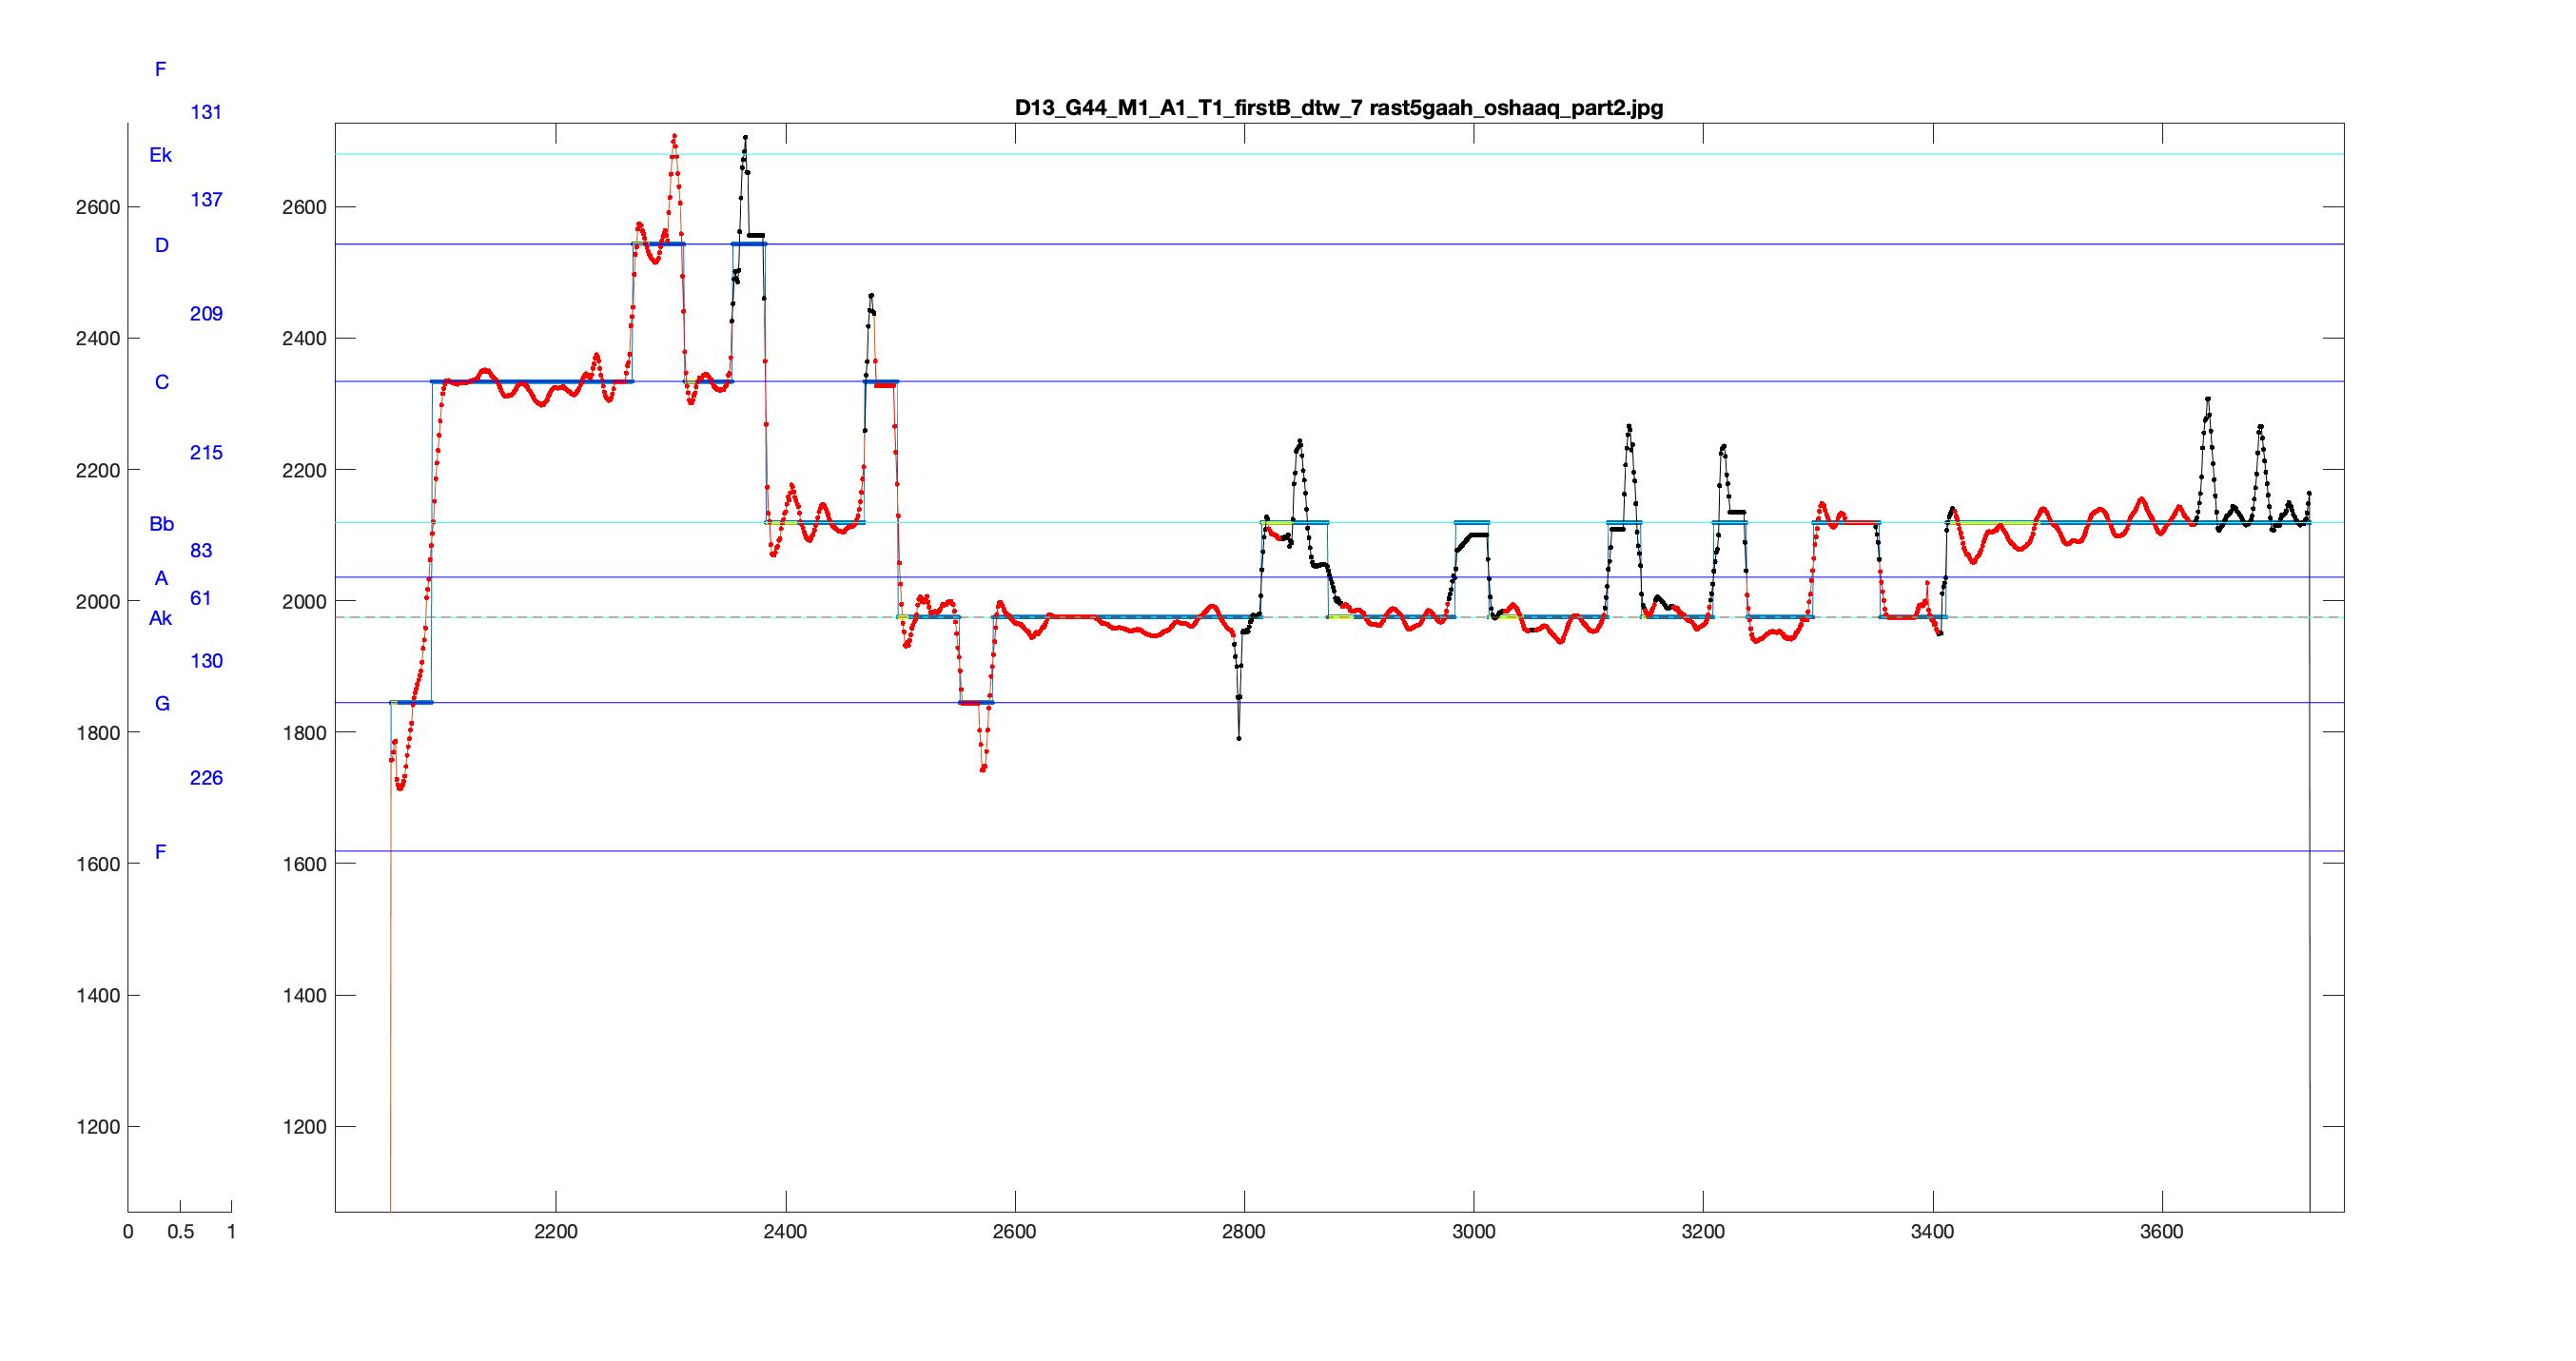 F
131
D13_G44_M1_A1_T1_firstB_dtw_7 rast5gaah_oshaaq_part2.jpg
Ek
137
2600 2600
D
209
2400 2400
C
215
2200 2200
Bb
83
A
61
2000 2000
Ak
130
G
1800 1800
226
F
1600 1600
1400 1400
1200 1200
0 0.5 1 2200 2400 2600 2800 3000 3200 3400 3600